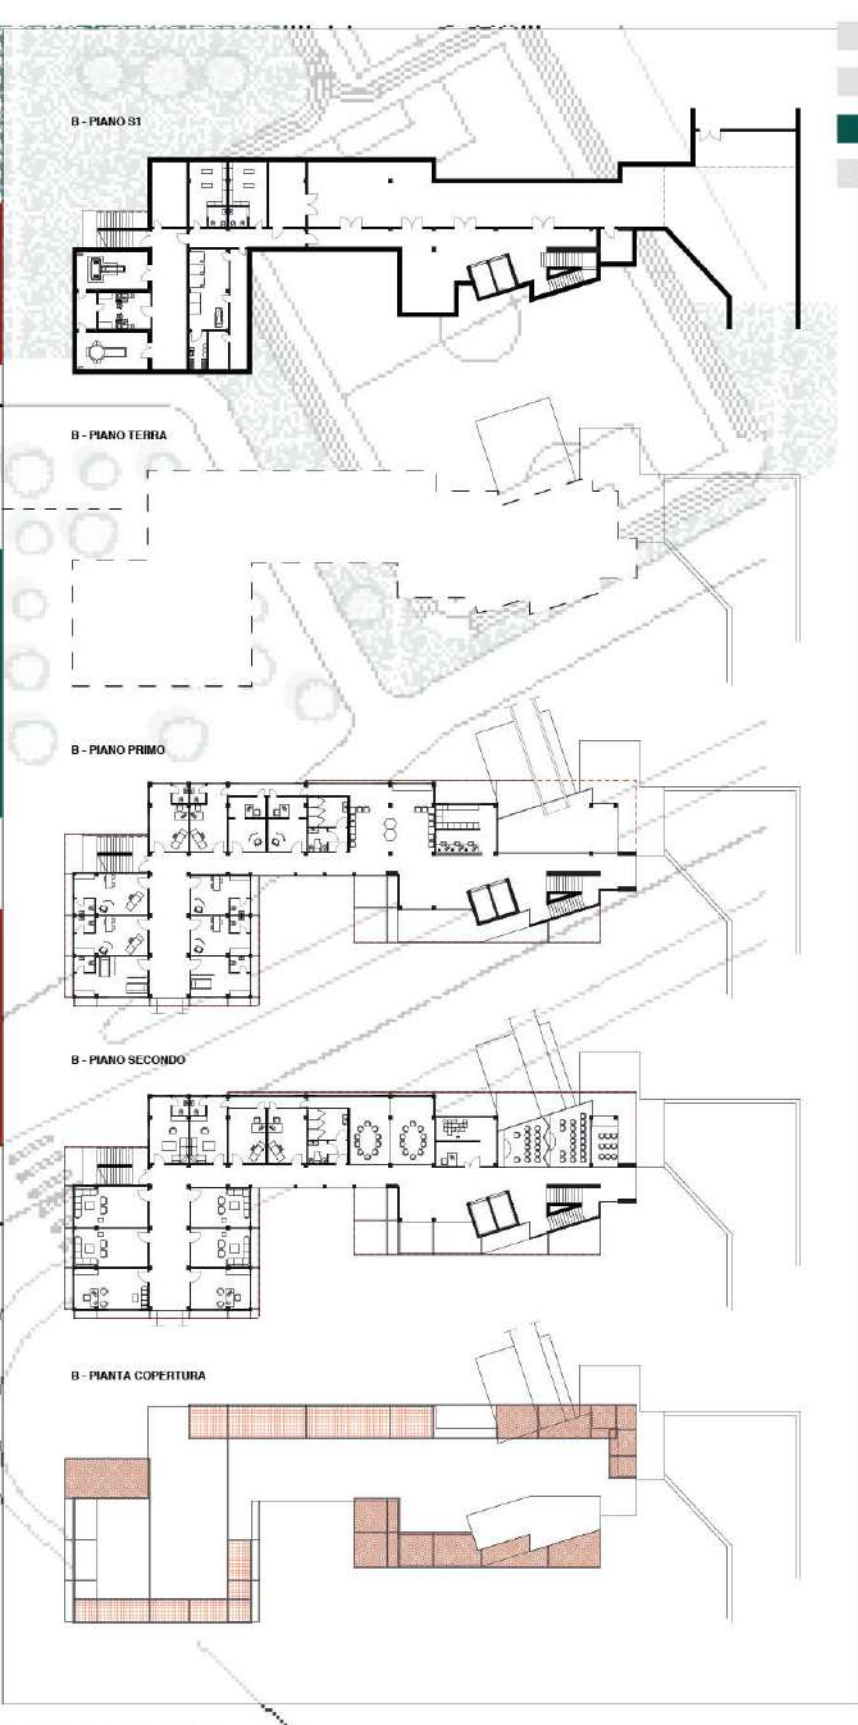 B - PIANO S1
B - PIANO TERRA
B - PIANO PRIMO
B - PIANO SECONDO
B - PIANTA COPERTURA